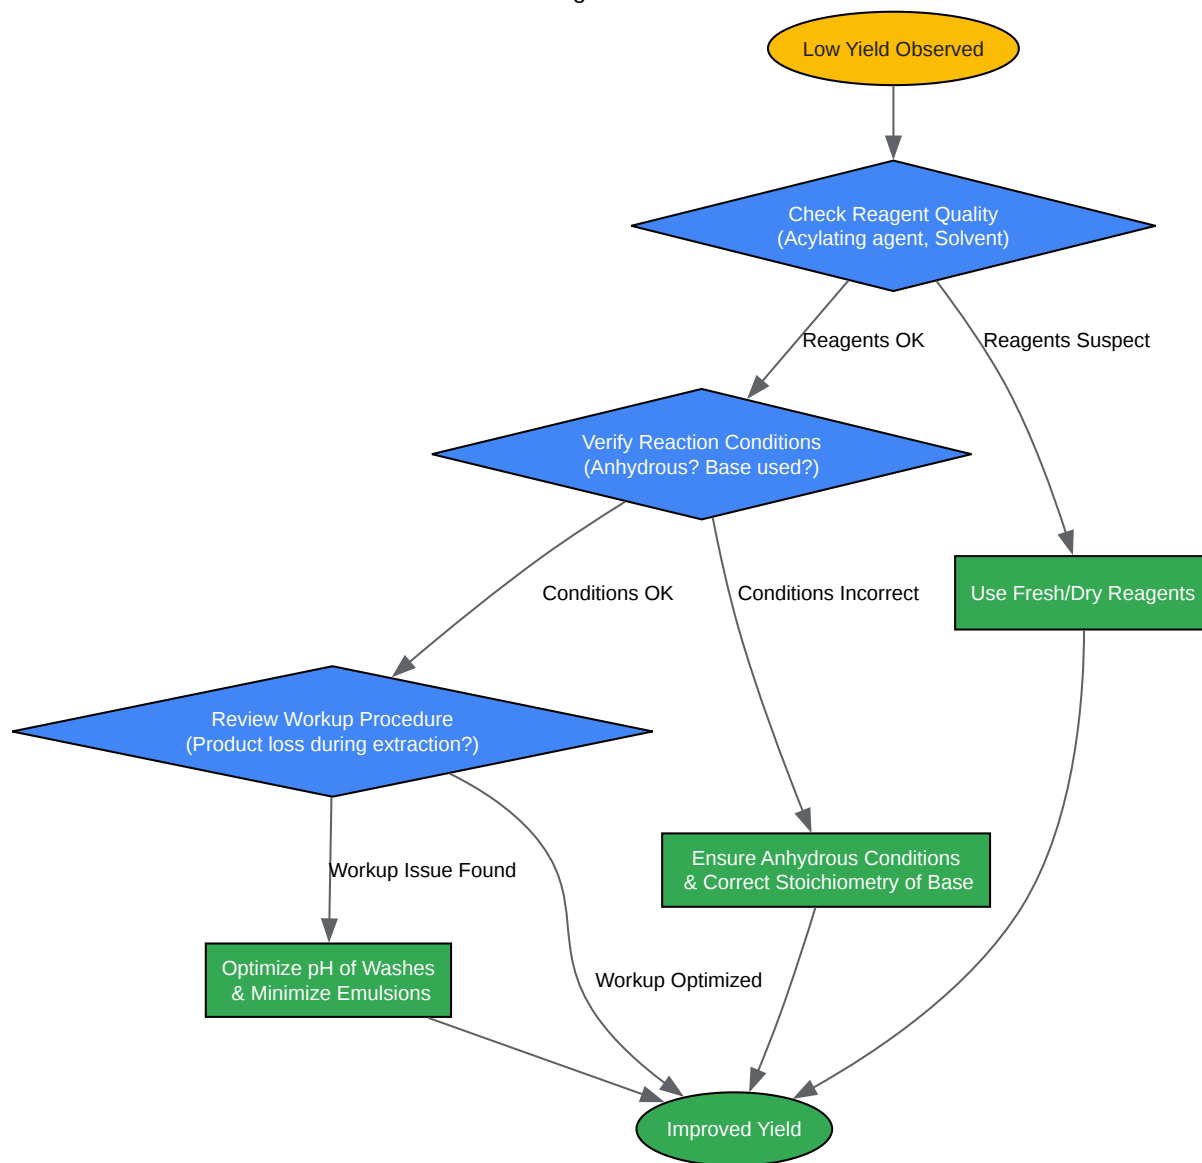 Low Yield Observed
Check Reagent Quality
(Acylating agent, Solvent)
Reagents OK
Reagents Suspect
Verify Reaction Conditions
(Anhydrous? Base used?)
Conditions OK
Conditions Incorrect
Use Fresh/Dry Reagents
Review Workup Procedure
(Product loss during extraction?)
Workup Issue Found
Ensure Anhydrous Conditions
& Correct Stoichiometry of Base
Optimize pH of Washes
& Minimize Emulsions
Workup Optimized
Improved Yield